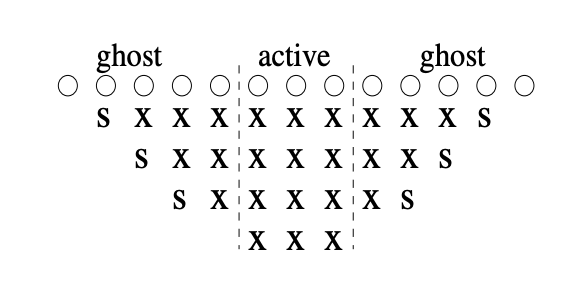 ghost active ghost
s x x x x x x x x x s
s x x x x x x x s
s x x x x x s
x x x